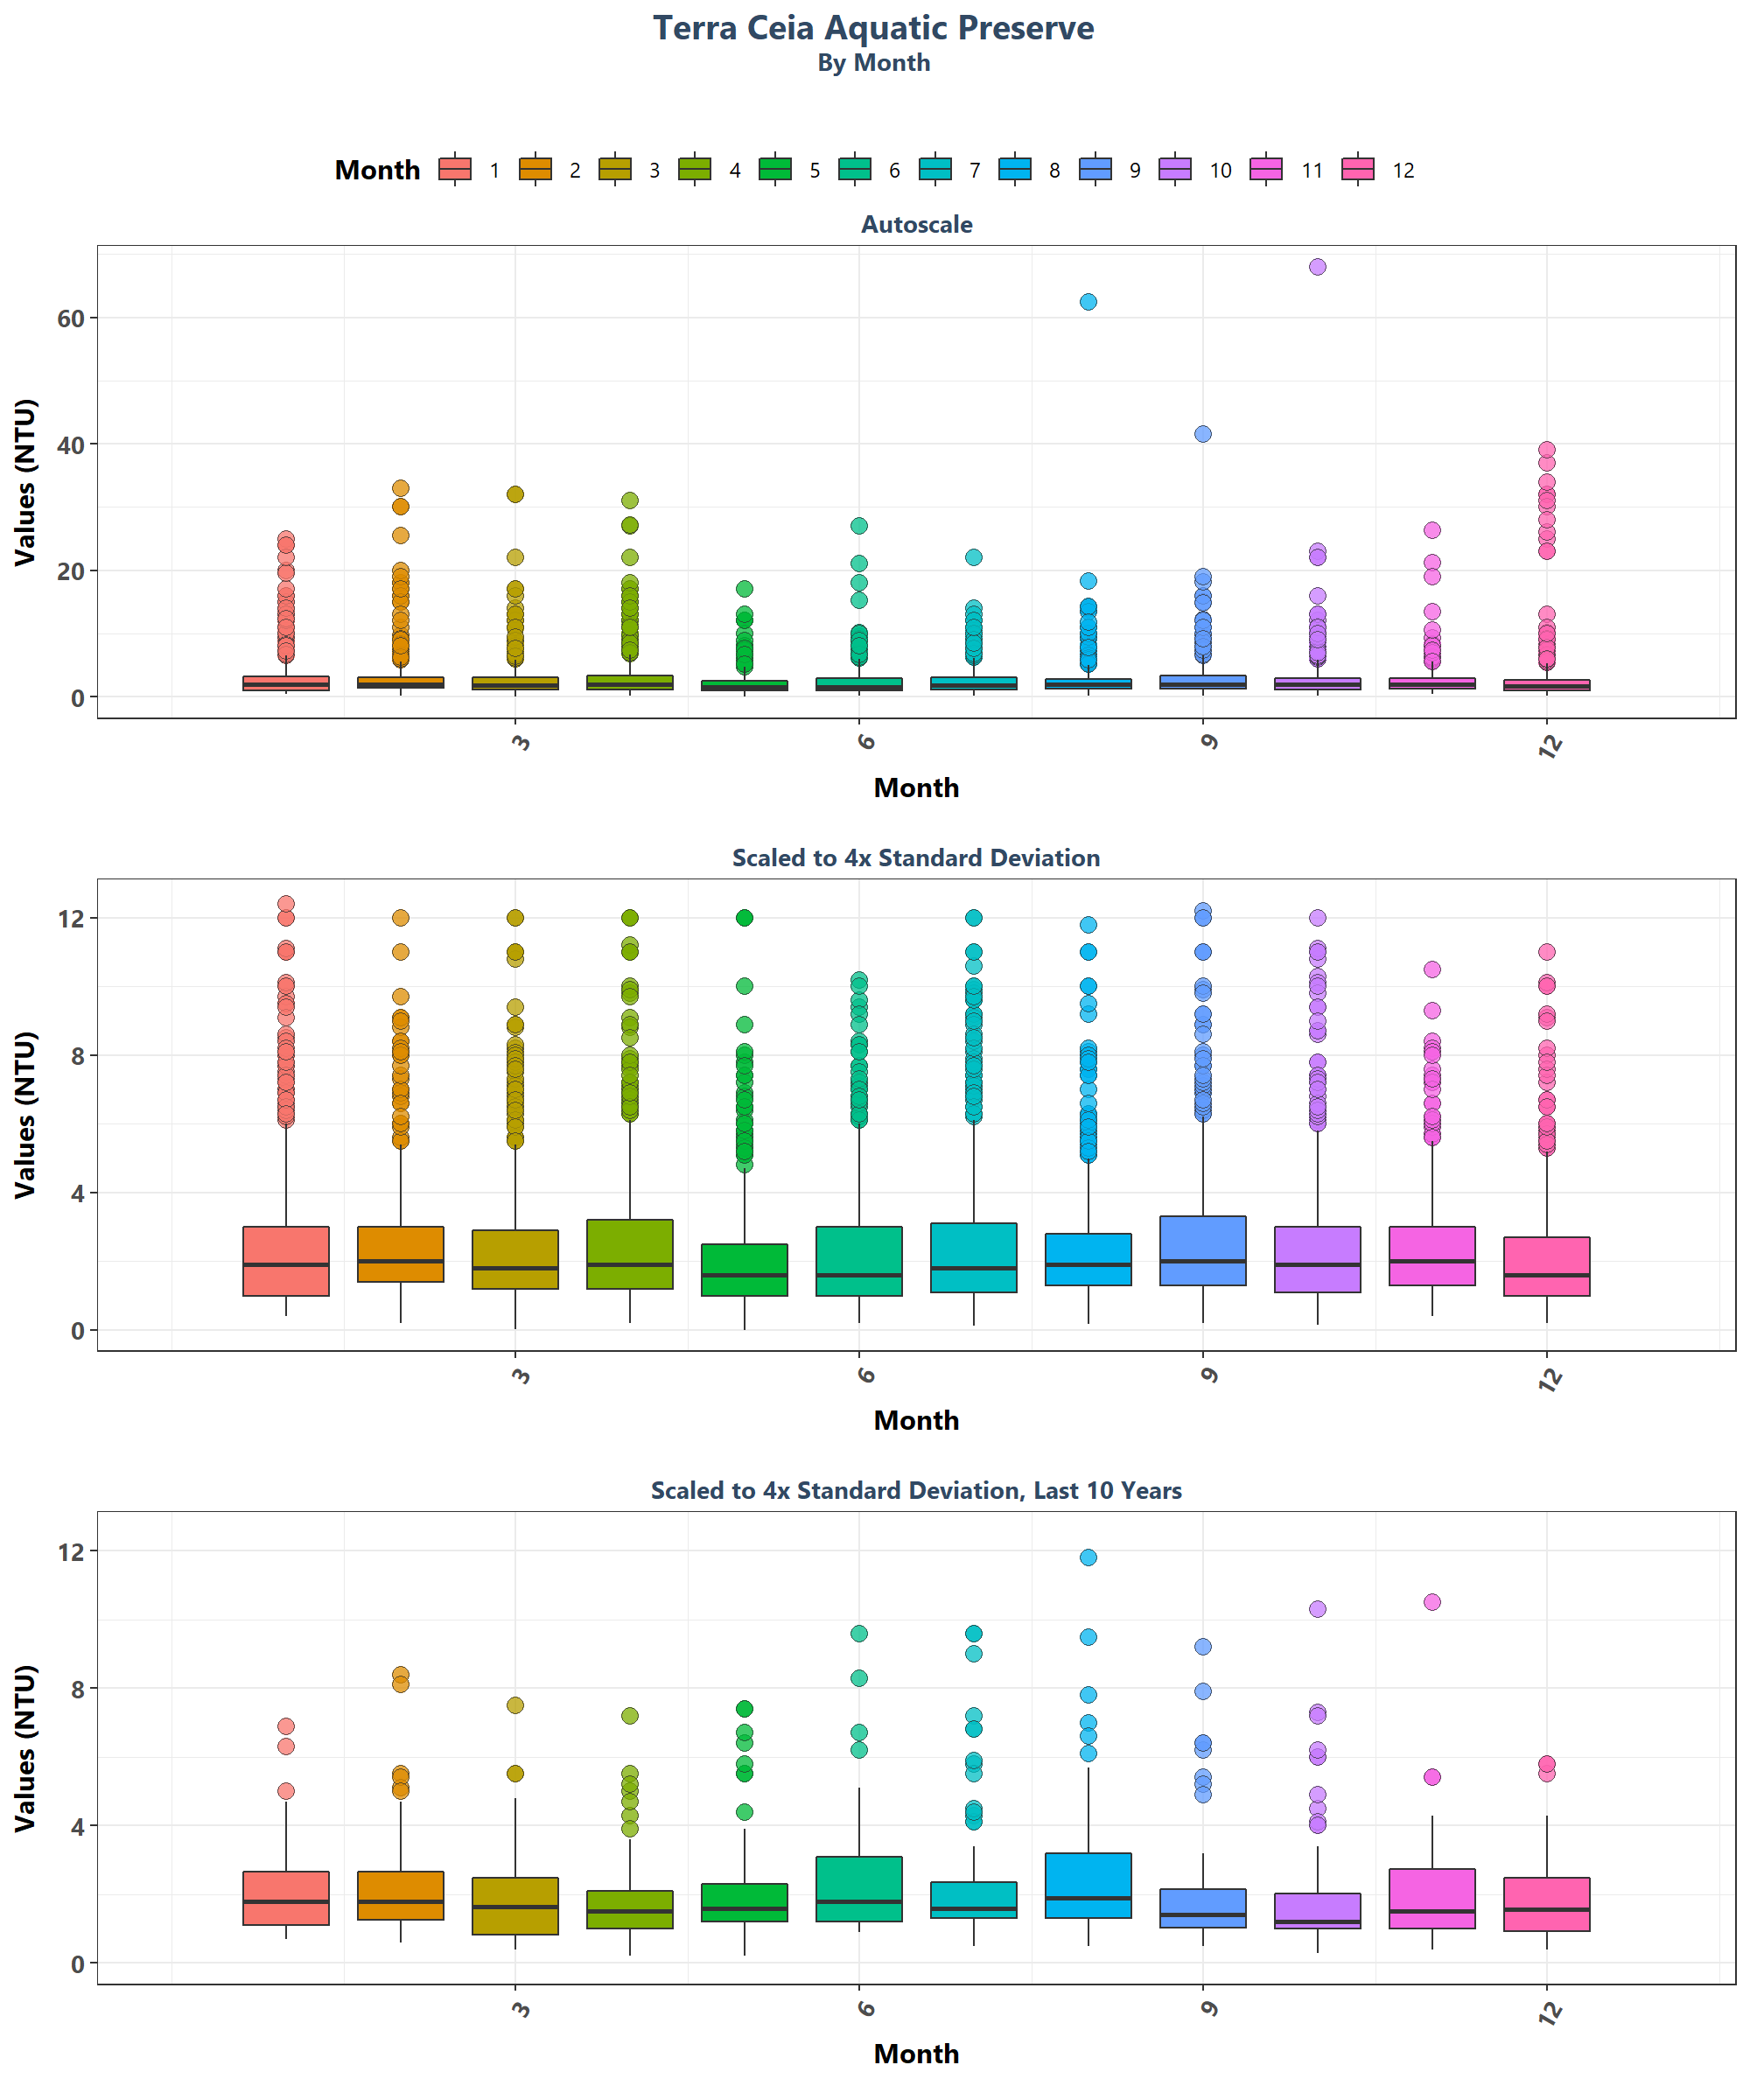 Terra Ceia Aquatic Preserve
By Month
Month 1 2 3 4 5 6 7 8 9 10 11 12
Autoscale
Values (NTU)
60
40
20
0
3 6 9 12
Month
Scaled to 4x Standard Deviation
Values (NTU)
12
8
4
0
3 6 9 12
Month
Scaled to 4x Standard Deviation, Last 10 Years
Values (NTU)
12
8
4
0
3 6 9 12
Month